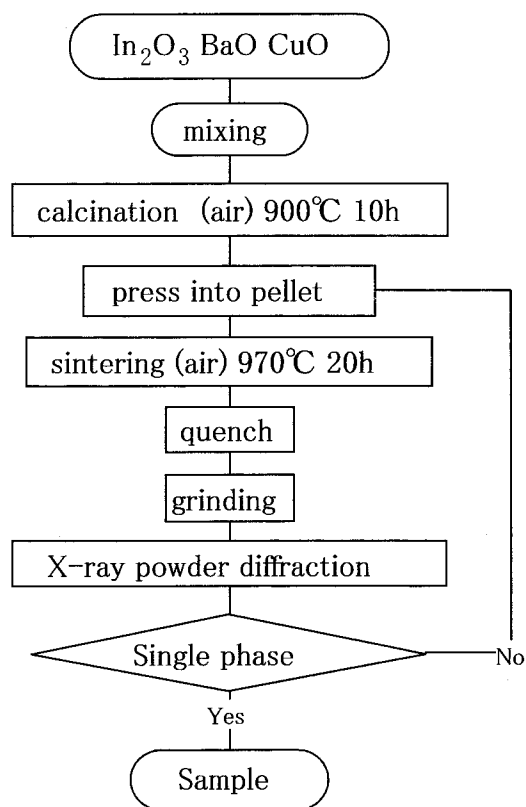 In₂O₃ BaO CuO
mixing
calcination (air) 900℃ 10h
press into pellet
sintering (air) 970℃ 20h
quench
grinding
X-ray powder diffraction
Single phase
No
Yes
Sample